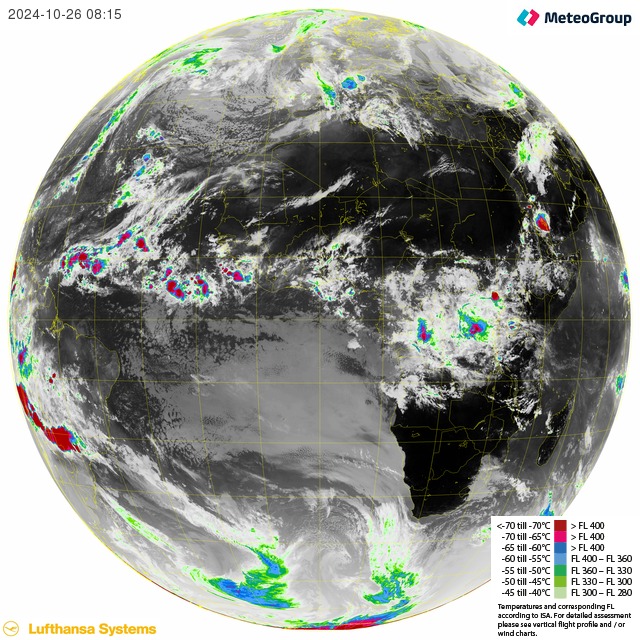 2024-10-26 08:15
MeteoGroup
<-70 till -70°C > FL 400
-70 till -65°C > FL 400
-65 till -60°C > FL 400
-60 till -55°C FL 400 – FL 360
-55 till -50°C FL 360 – FL 330
-50 till -45°C FL 330 – FL 300
-45 till -40°C FL 300 – FL 280
Temperatures and corresponding FL
according to ISA. For detailed assessment
please see vertical flight profile and / or
wind charts.
Lufthansa Systems